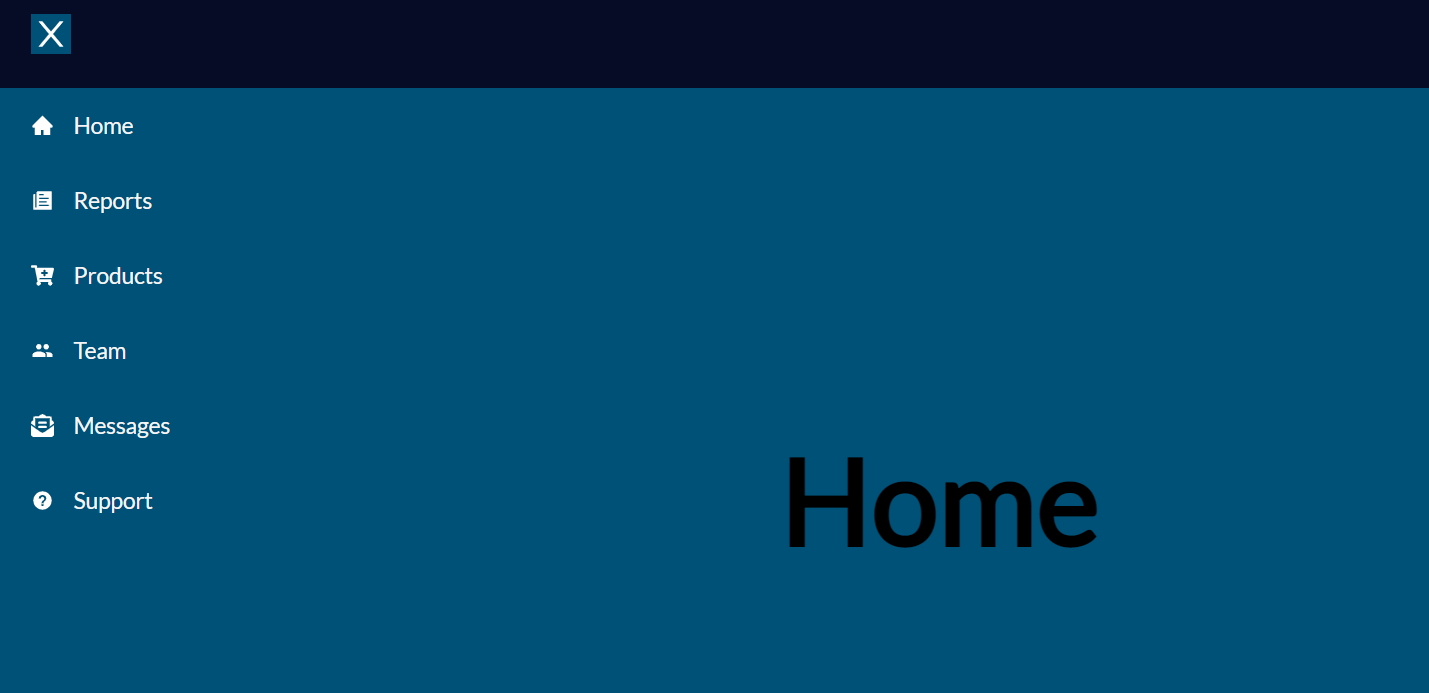 X
Home
Reports
Products
Team
Messages
Support
Home